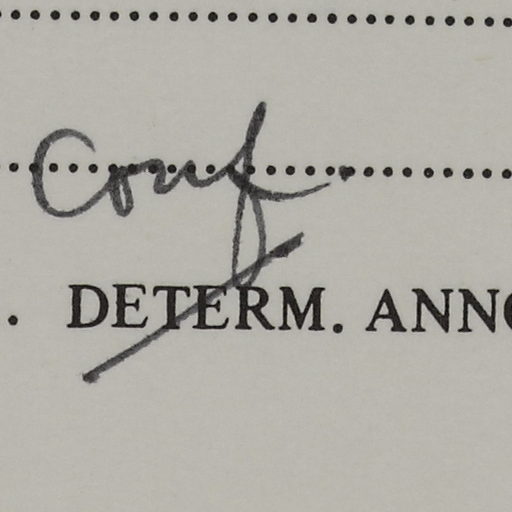 Conf.
. DETERM. ANNO